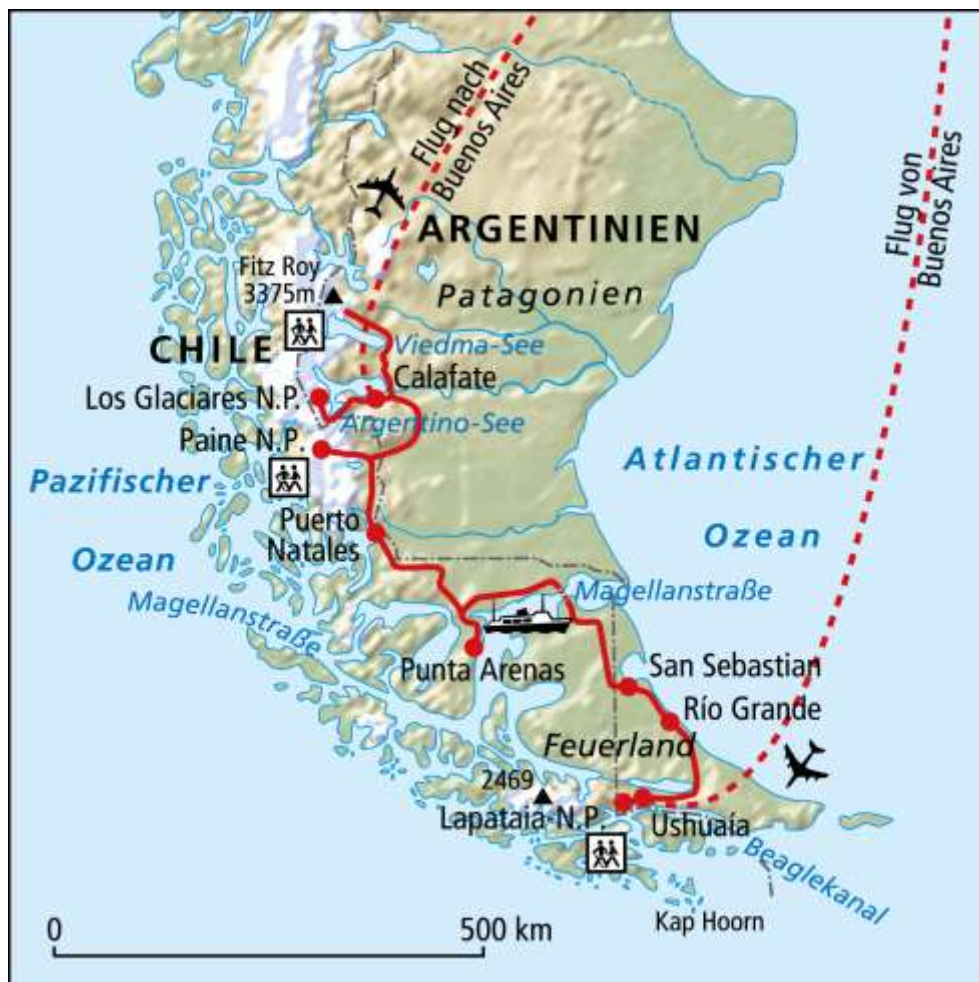 Flug nach
Buenos Aires
Flug von
Buenos Aires
ARGENTINIEN
Fitz Roy
3375m
Patagonien
CHILE
Viedma-See
Calafate
Los Glaciares N.P.
Argentino-See
Paine N.P.
Atlantischer
Ozean
Pazifischer
Ozean
Puerto
Natales
Magellanstraße
Magellanstraße
Punta Arenas
San Sebastian
Río Grande
Feuerland
2469
Lapataia-N.P.
Ushuaía
Beaglekanal
Kap Hoorn
0
500 km